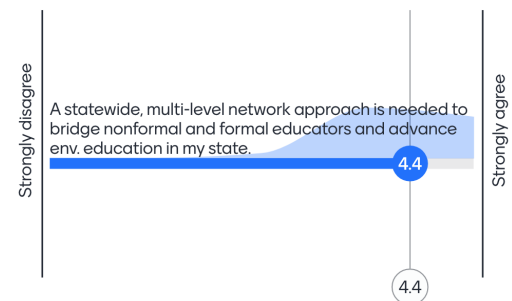 Strongly disagree
A statewide, multi-level network approach is needed to
bridge nonformal and formal educators and advance
env. education in my state.
4.4
Strongly agree
4.4